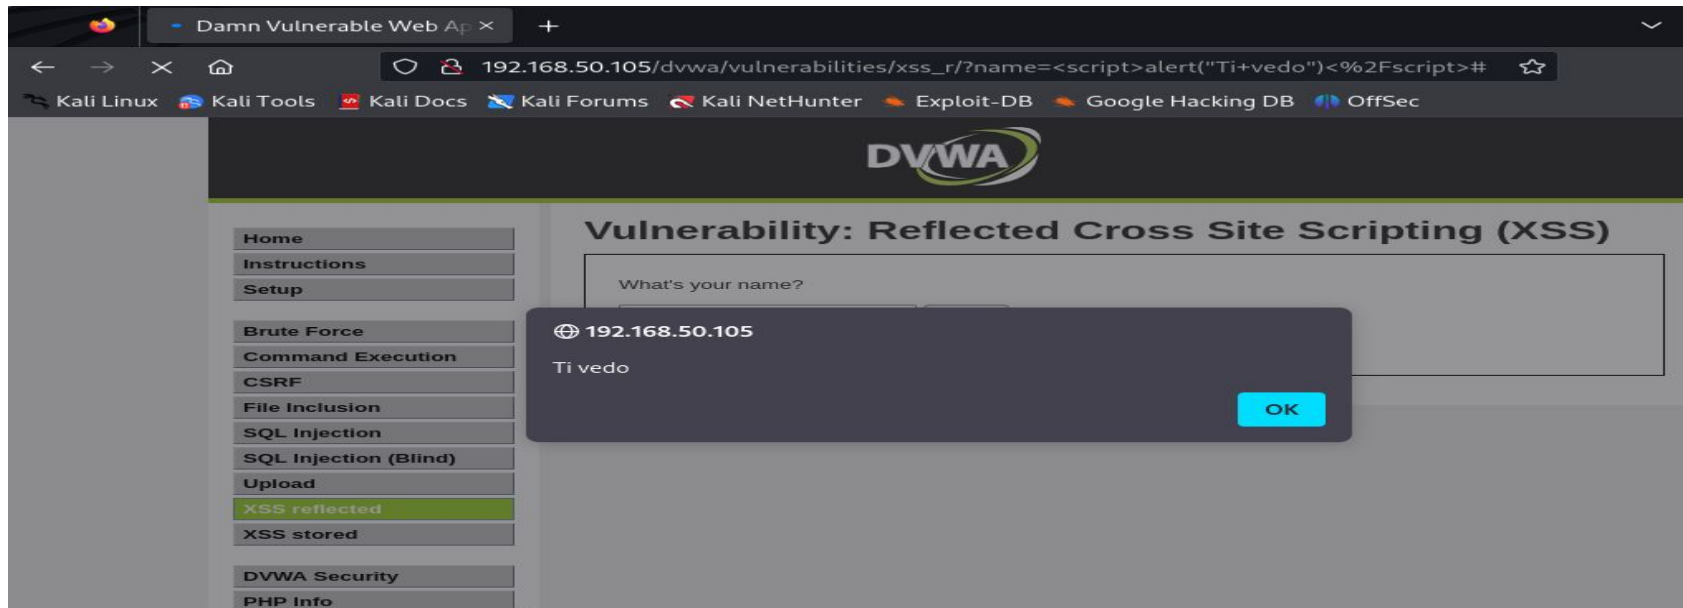 Damn Vulnerable Web Ap
192.168.50.105/dvwa/vulnerabilities/xss_r/?name=<script>alert("Ti+vedo")<%2Fscript>#
Kali Linux Kali Tools Kali Docs Kali Forums Kali NetHunter Exploit-DB Google Hacking DB OffSec
DVWA
Vulnerability: Reflected Cross Site Scripting (XSS)
Home
Instructions
Setup
Brute Force
Command Execution
CSRF
File Inclusion
SQL Injection
SQL Injection (Blind)
Upload
XSS reflected
XSS stored
DVWA Security
PHP Info
What's your name?
192.168.50.105
Ti vedo
OK